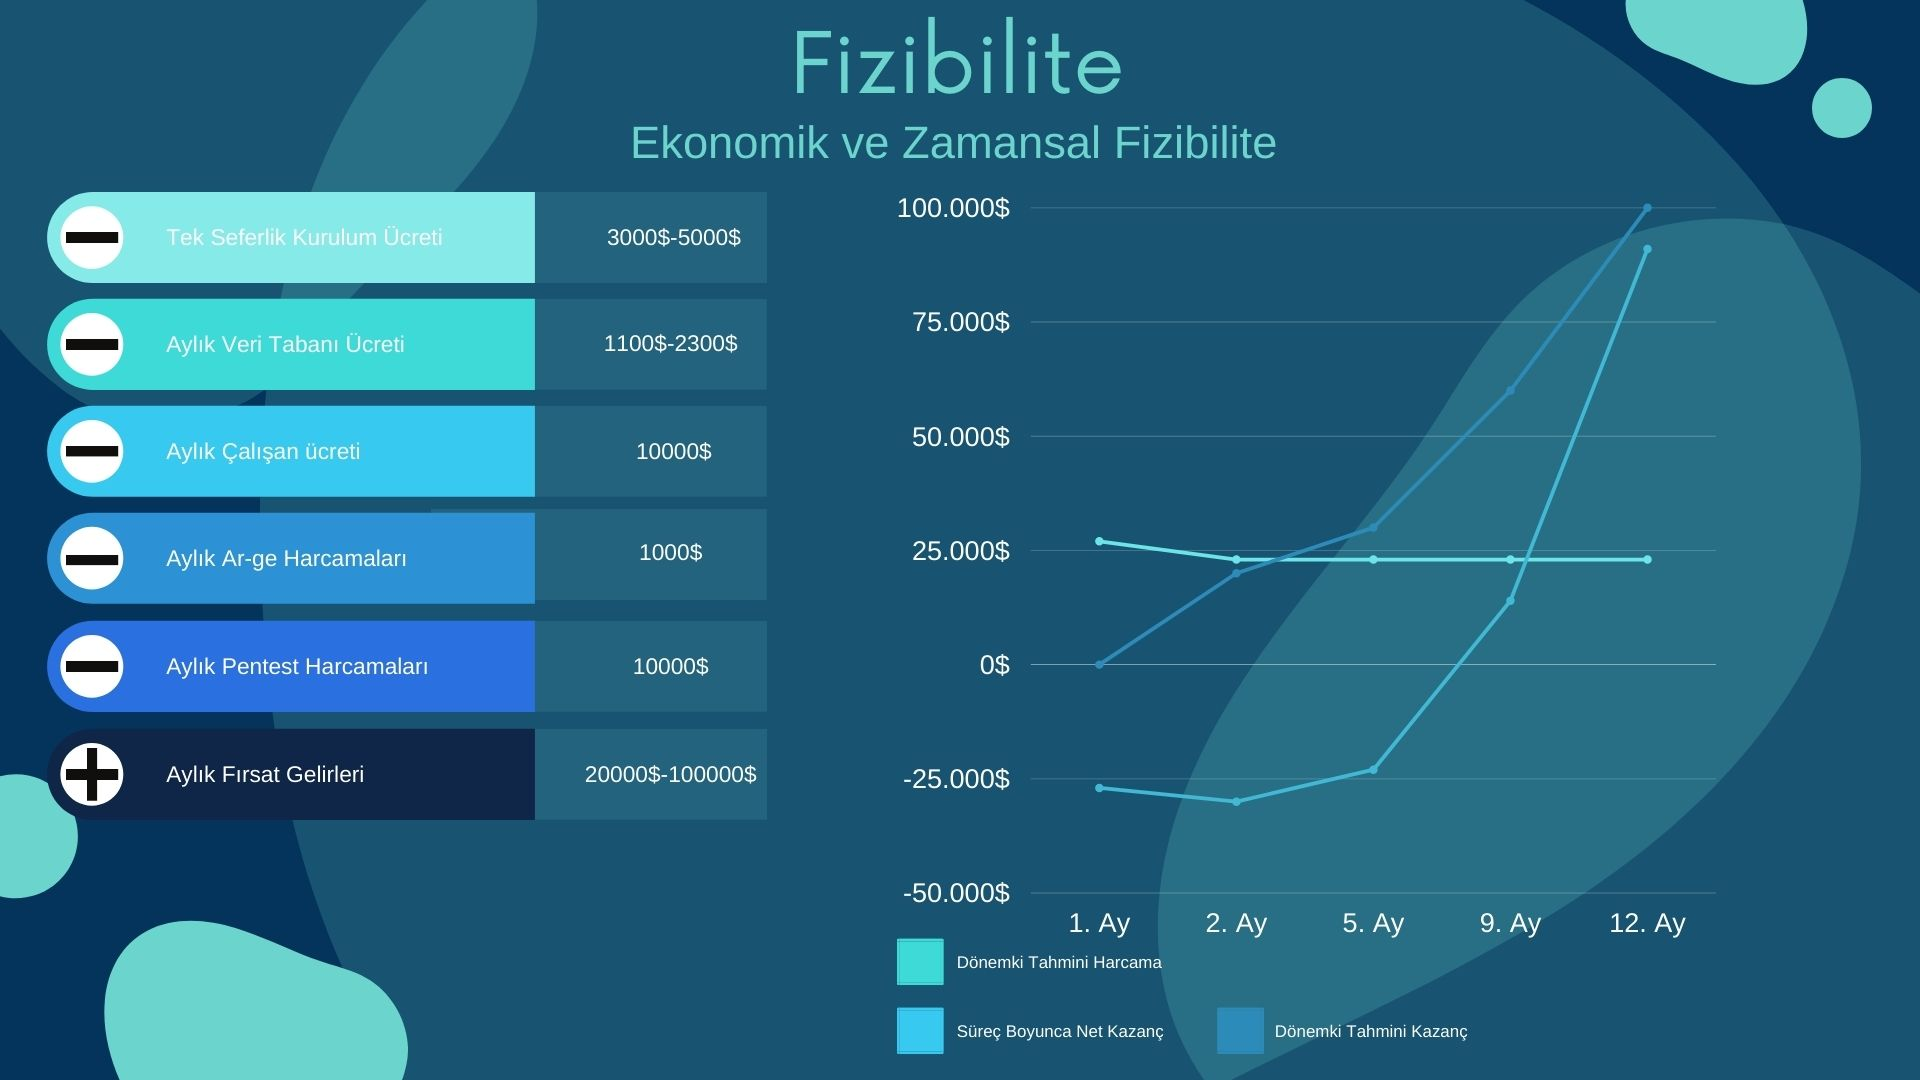 Fizibilite
Ekonomik ve Zamansal Fizibilite
Tek Seferlik Kurulum Ücreti
3000$-5000$
Aylık Veri Tabanı Ücreti
1100$-2300$
Aylık Çalışan ücreti
10000$
Aylık Ar-ge Harcamaları
1000$
Aylık Pentest Harcamaları
10000$
Aylık Fırsat Gelirleri
20000$-100000$
100.000$
75.000$
50.000$
25.000$
0$
-25.000$
-50.000$
1. Ay
2. Ay
5. Ay
9. Ay
12. Ay
Dönemki Tahmini Harcama
Süreç Boyunca Net Kazanç
Dönemki Tahmini Kazanç